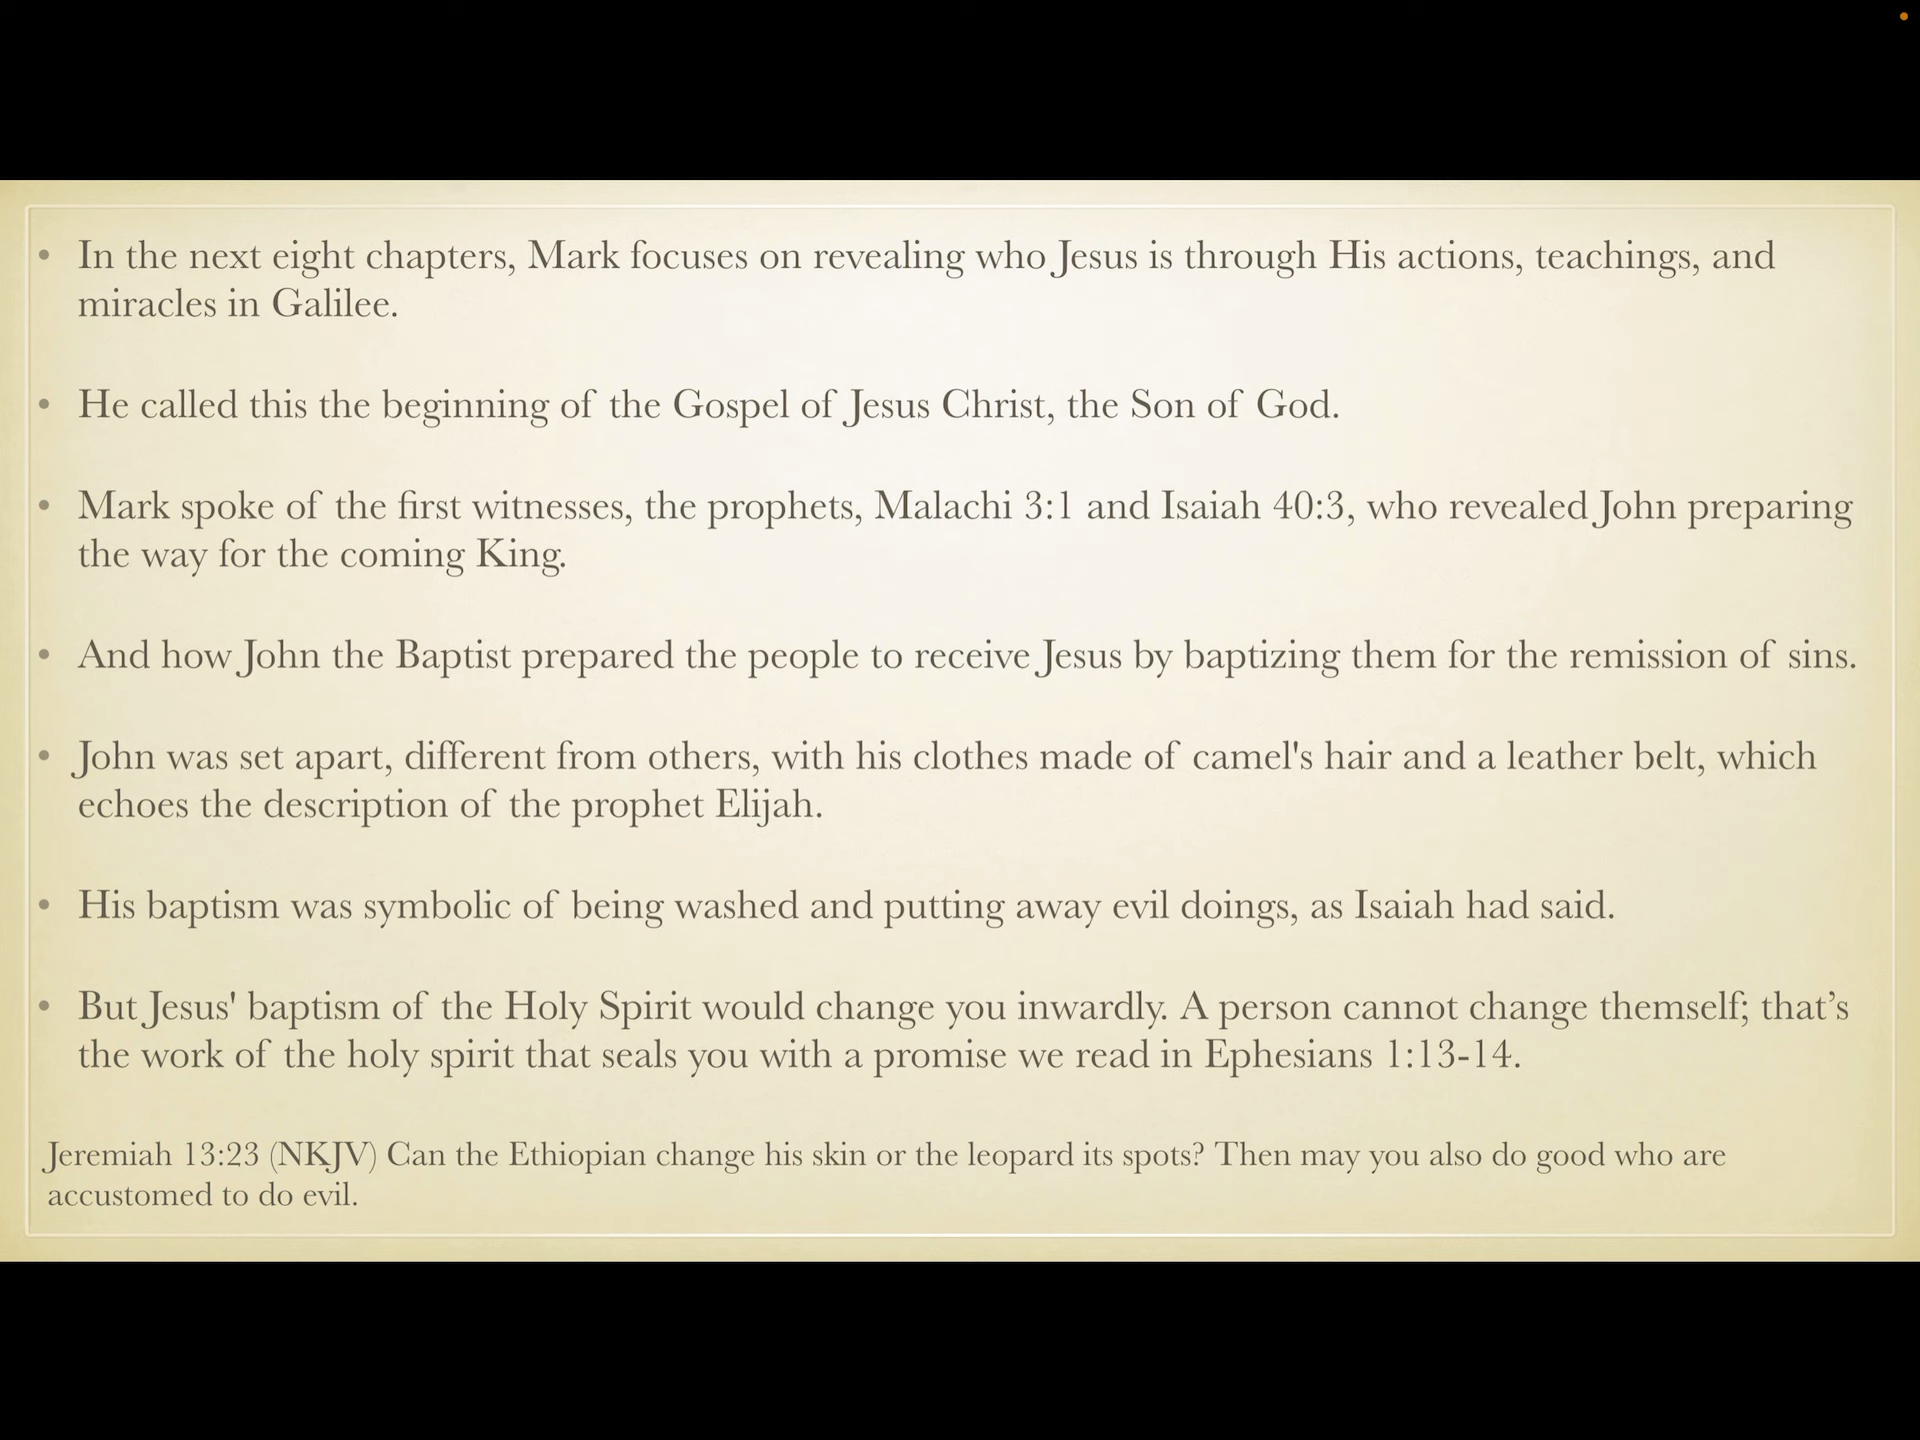 • In the next eight chapters, Mark focuses on revealing who Jesus is through His actions, teachings, and
miracles in Galilee.
• He called this the beginning of the Gospel of Jesus Christ, the Son of God.
• Mark spoke of the first witnesses, the prophets, Malachi 3:1 and Isaiah 40:3, who revealed John preparing
the way for the coming King.
• And how John the Baptist prepared the people to receive Jesus by baptizing them for the remission of sins.
• John was set apart, different from others, with his clothes made of camel's hair and a leather belt, which
echoes the description of the prophet Elijah.
• His baptism was symbolic of being washed and putting away evil doings, as Isaiah had said.
• But Jesus' baptism of the Holy Spirit would change you inwardly. A person cannot change themself; that’s
the work of the holy spirit that seals you with a promise we read in Ephesians 1:13-14.
Jeremiah 13:23 (NKJV) Can the Ethiopian change his skin or the leopard its spots? Then may you also do good who are
accustomed to do evil.